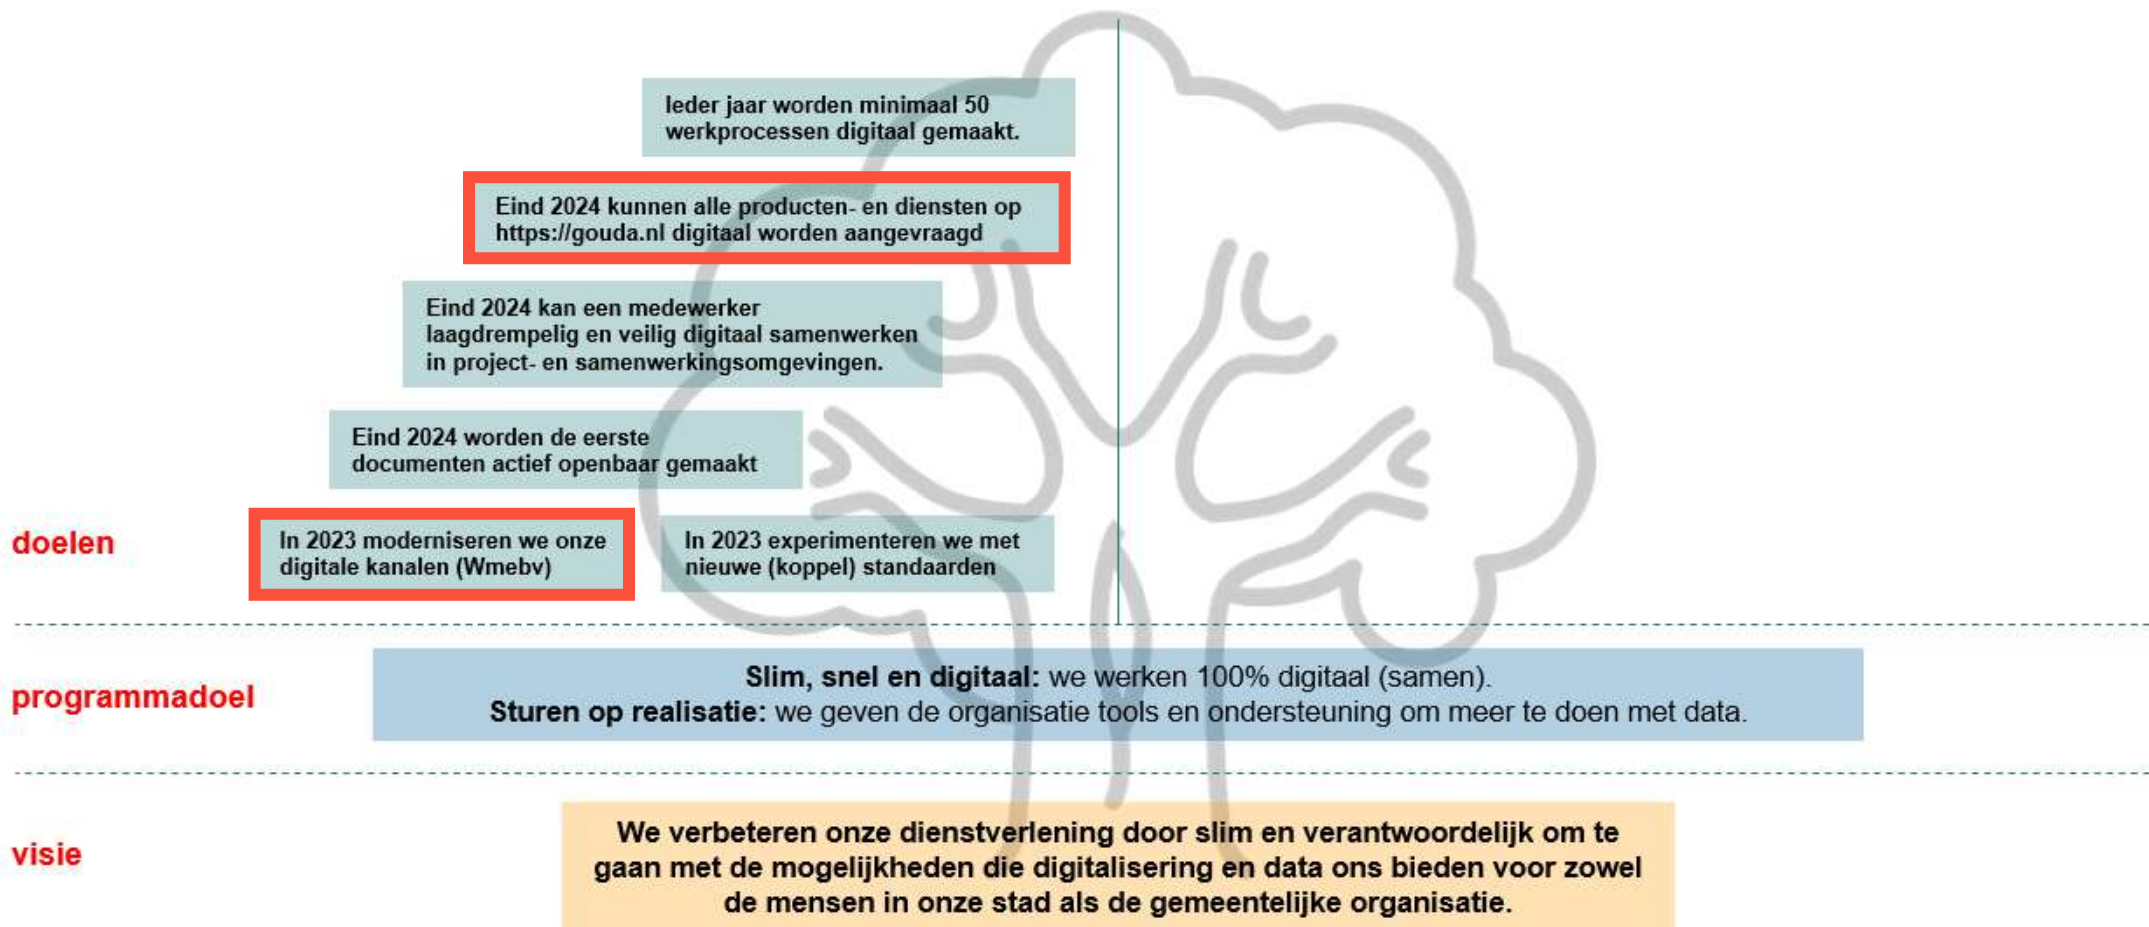 Ieder jaar worden minimaal 50
werkprocessen digitaal gemaakt.
Eind 2024 kunnen alle producten- en diensten op
https://gouda.nl digitaal worden aangevraagd
Eind 2024 kan een medewerker
laagdrempelig en veilig digitaal samenwerken
in project- en samenwerkingsomgevingen.
Eind 2024 worden de eerste
documenten actief openbaar gemaakt
doelen
In 2023 moderniseren we onze
digitale kanalen (Wmebv)
In 2023 experimenteren we met
nieuwe (koppel) standaarden
programmadoel
Slim, snel en digitaal: we werken 100% digitaal (samen).
Sturen op realisatie: we geven de organisatie tools en ondersteuning om meer te doen met data.
visie
We verbeteren onze dienstverlening door slim en verantwoordelijk om te
gaan met de mogelijkheden die digitalisering en data ons bieden voor zowel
de mensen in onze stad als de gemeentelijke organisatie.